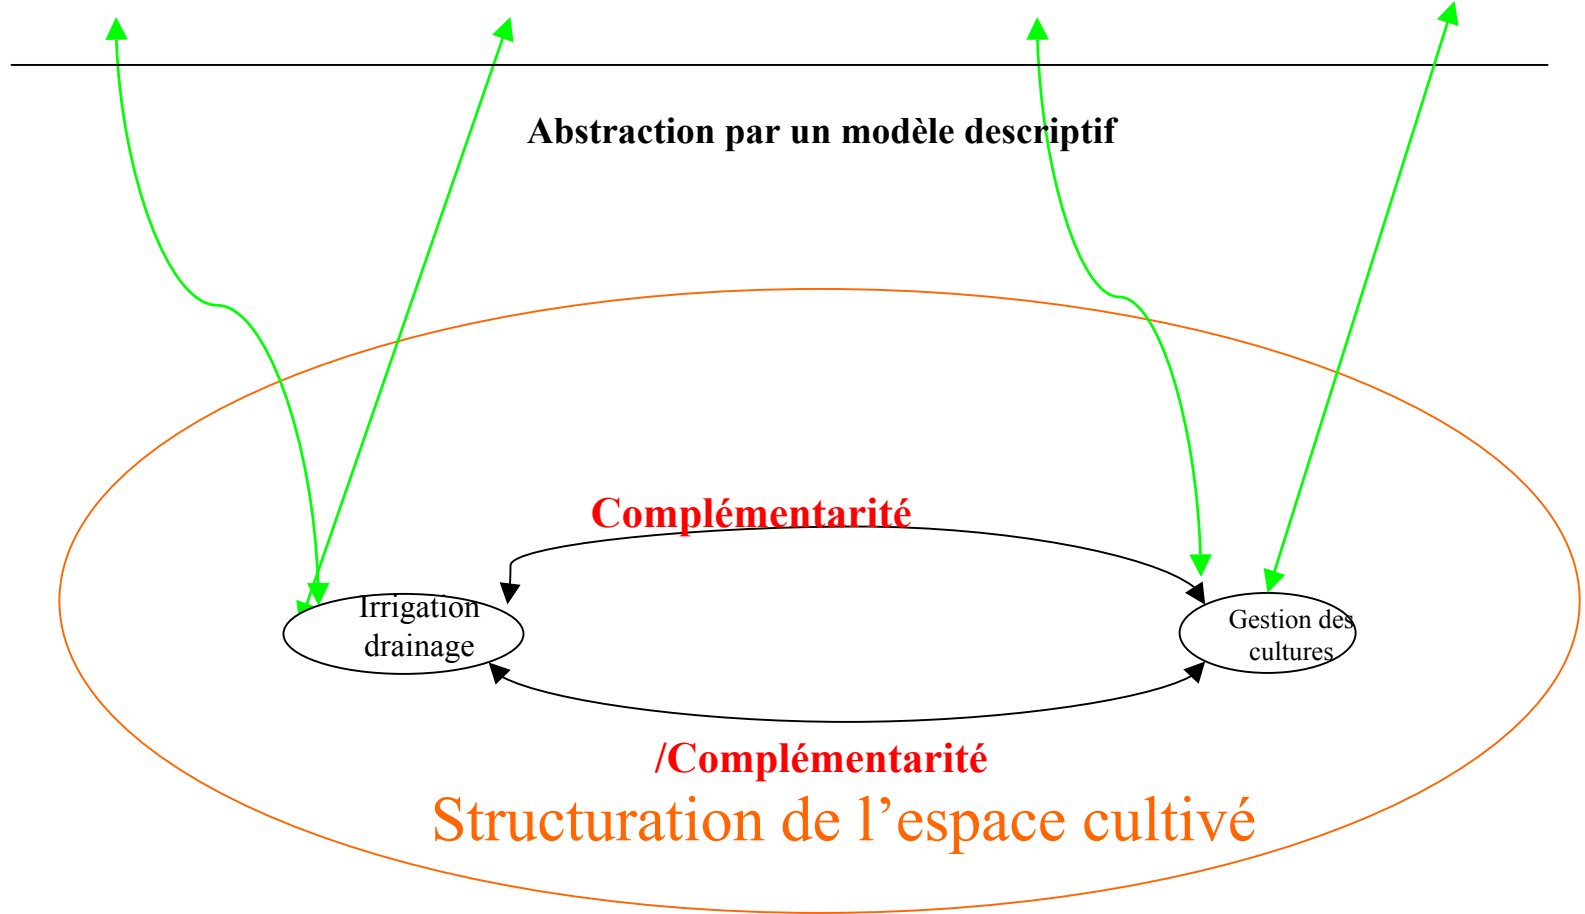 Abstraction par un modèle descriptif
Complémentarité
Irrigation
drainage
Gestion des
cultures
/Complémentarité
Structuration de l’espace cultivé